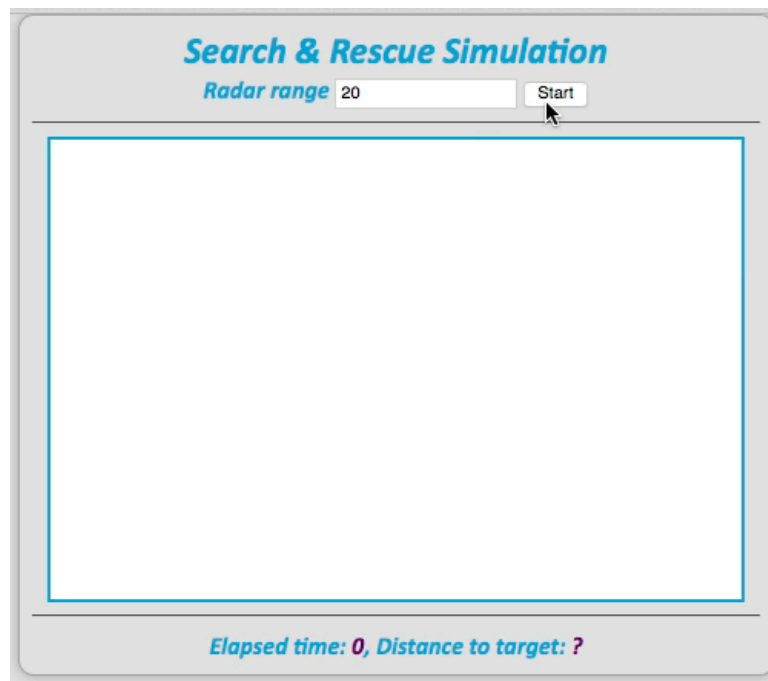 Search & Rescue Simulation
Radar range 20 Start
Elapsed time: 0, Distance to target: ?